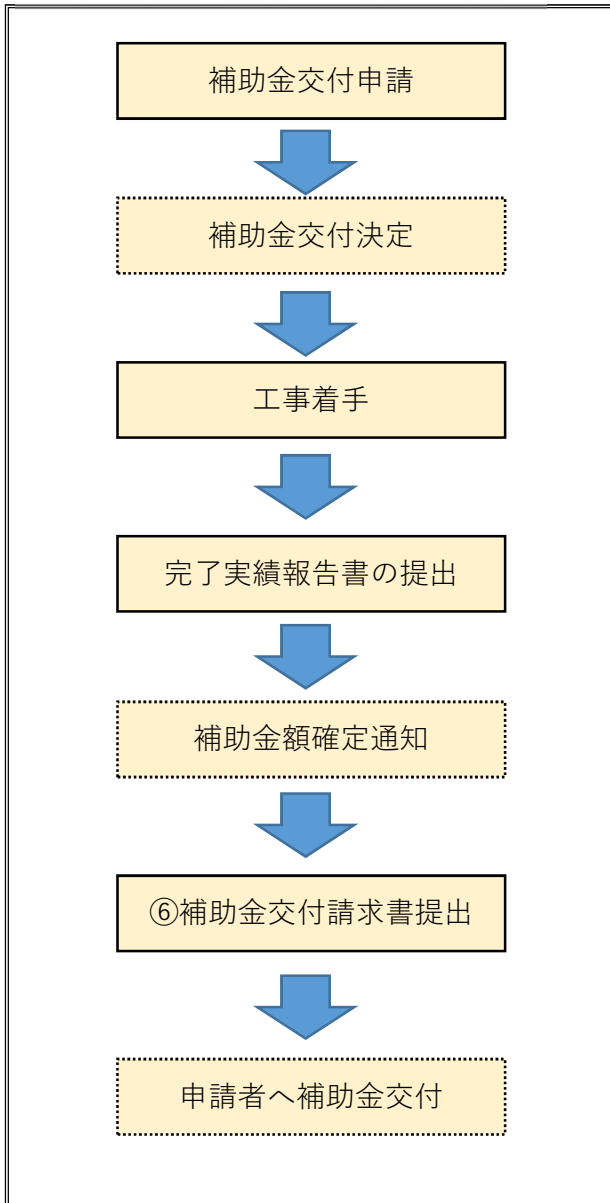 補助金交付申請
補助金交付決定
工事着手
完了実績報告書の提出
補助金額確定通知
⑥補助金交付請求書提出
申請者へ補助金交付